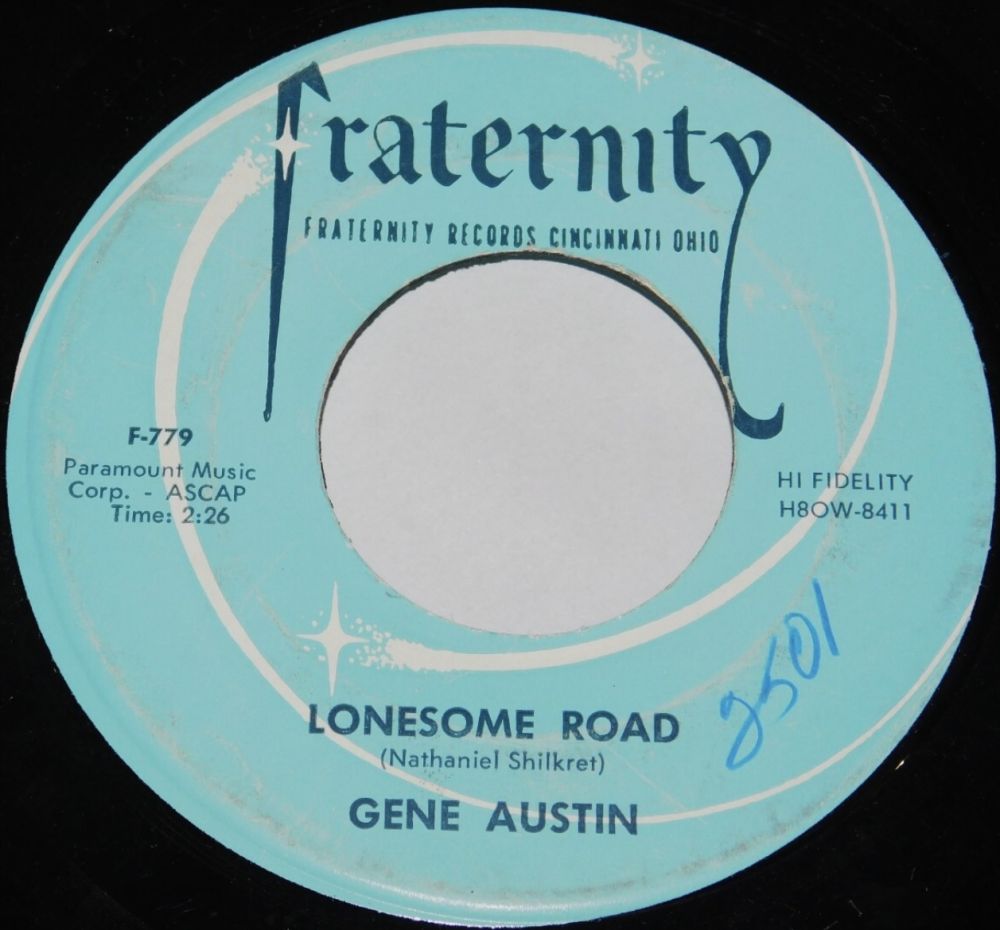 fraternity
FRATERNITY RECORDS CINCINNATI OHIO
F-779
Paramount Music
Corp. - ASCAP
Time: 2:26
HI FIDELITY
H8OW-8411
2501
LONESOME ROAD
(Nathaniel Shilkret)
GENE AUSTIN